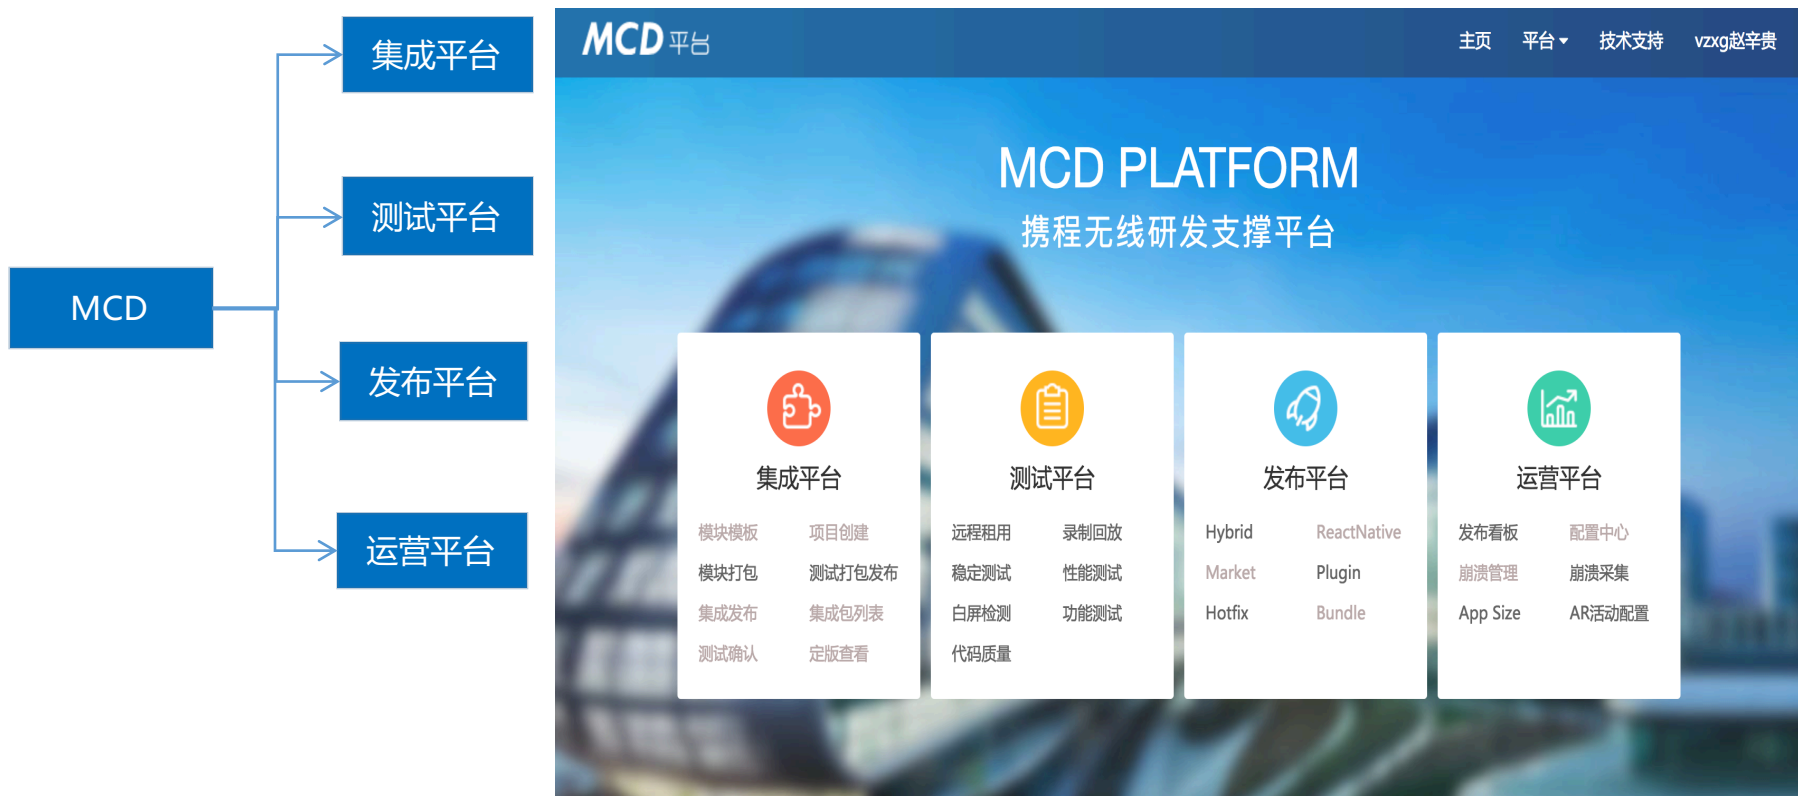 集成平台
测试平台
MCD
发布平台
运营平台
MCD 平台
主页 平台 技术支持 vzxg赵辛贵
MCD PLATFORM
携程无线研发支撑平台
集成平台
模块模板 项目创建
模块打包 测试打包发布
集成发布 集成包列表
测试确认 定版查看
测试平台
远程租用 录制回放
稳定测试 性能测试
白屏检测 功能测试
代码质量
发布平台
Hybrid ReactNative
Market Plugin
Hotfix Bundle
运营平台
发布看板 配置中心
崩溃管理 崩溃采集
App Size AR活动配置